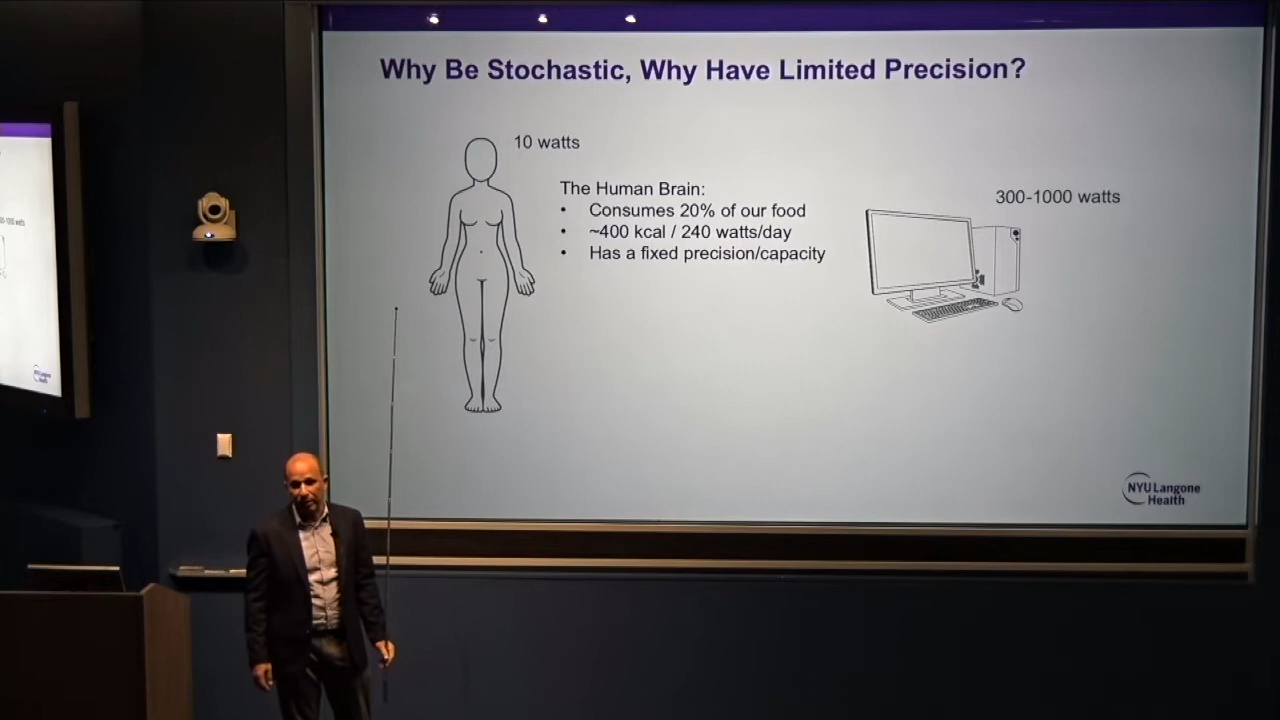 Why Be Stochastic, Why Have Limited Precision?
10 watts
The Human Brain:
• Consumes 20% of our food
• ~400 kcal / 240 watts/day
• Has a fixed precision/capacity
300-1000 watts
NYU Langone
Health